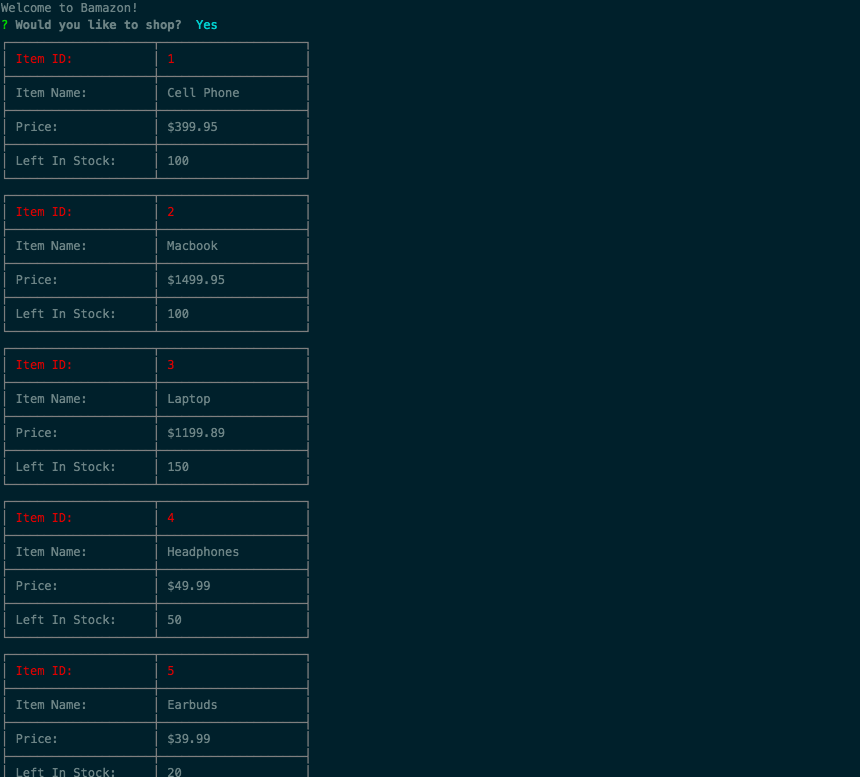 Welcome to Bamazon!
? Would you like to shop? Yes
Item ID: 1
Item Name: Cell Phone
Price: $399.95
Left In Stock: 100
Item ID: 2
Item Name: Macbook
Price: $1499.95
Left In Stock: 100
Item ID: 3
Item Name: Laptop
Price: $1199.89
Left In Stock: 150
Item ID: 4
Item Name: Headphones
Price: $49.99
Left In Stock: 50
Item ID: 5
Item Name: Earbuds
Price: $39.99
Left In Stock: 20